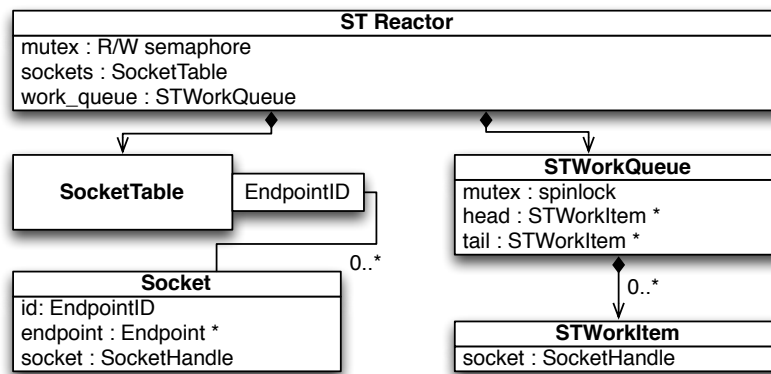 ST Reactor
mutex : R/W semaphore
sockets : SocketTable
work_queue : STWorkQueue
SocketTable
EndpointID
0..*
Socket
id: EndpointID
endpoint : Endpoint *
socket : SocketHandle
STWorkQueue
mutex : spinlock
head : STWorkItem *
tail : STWorkItem *
0..*
STWorkItem
socket : SocketHandle